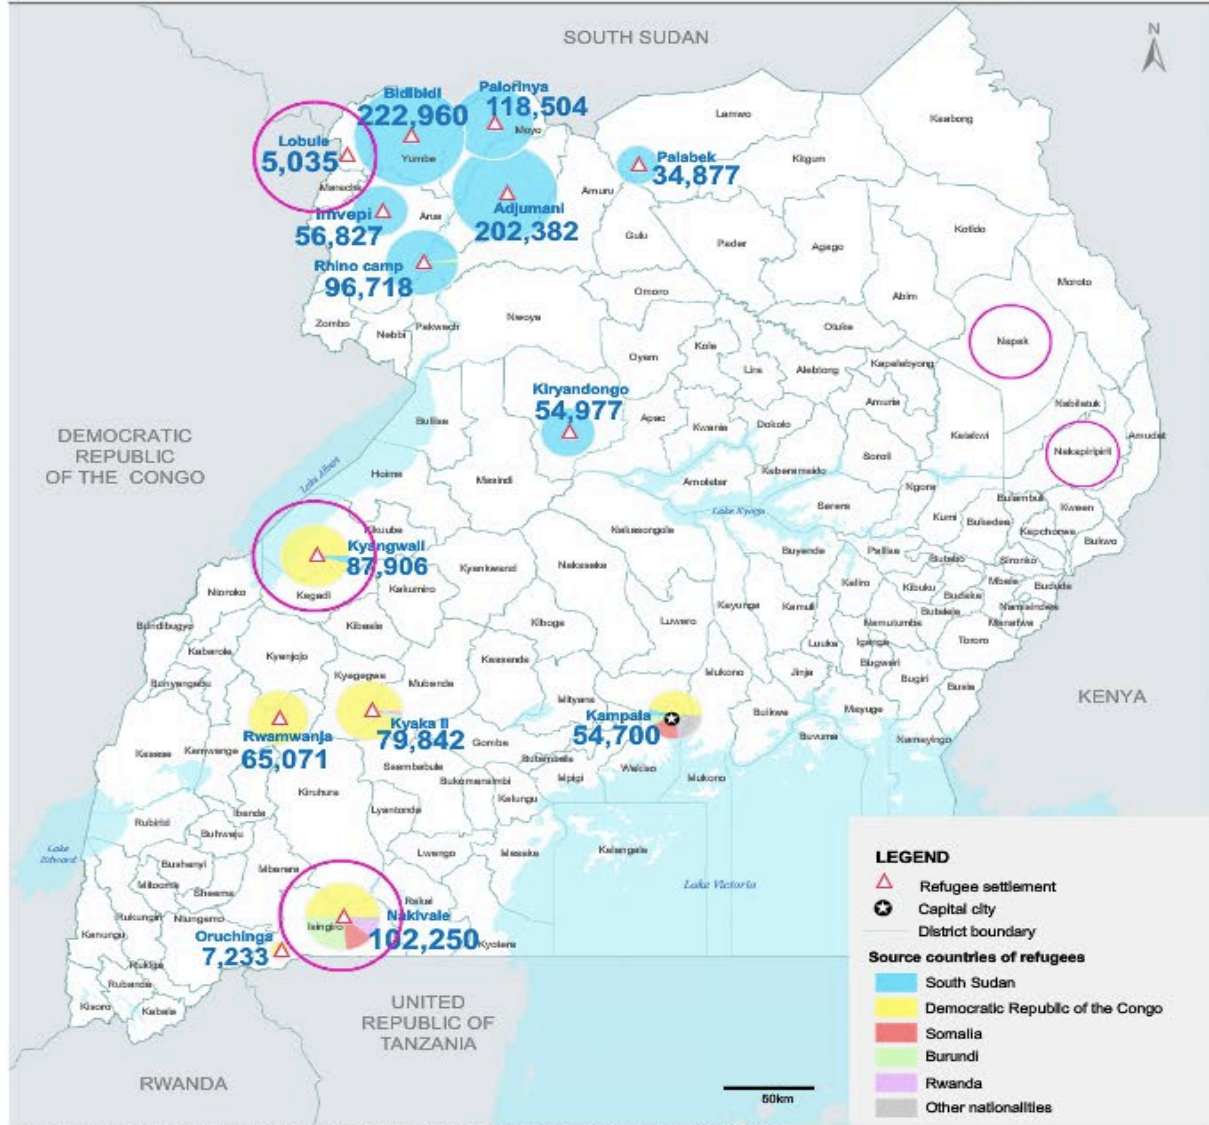 SOUTH SUDAN
N
Bidibidi
222,960
Palorinya
118,504
Moyo
Lamwo
Kaabong
Lobule
5,035
Yumbe
Maracha
Palabek
34,877
Kitgum
Imvepi
56,827
Arua
Adjumani
202,382
Amuru
Gulu
Pader
Agago
Kotido
Rhino camp
96,718
Omoro
Abim
Moroto
Zombo
Nebbi
Pakwach
Nwoya
Otuke
Napak
Oyam
Kole
Lira
Alebtong
Kapelebyong
Kiryandongo
54,977
Amuria
Nabilatuk
Buliisa
Apac
Kwania
Dokolo
Katakwi
Amudat
Nakapiripirit
DEMOCRATIC
REPUBLIC
OF THE CONGO
Lake Albert
Hoima
Masindi
Amolatar
Kaberamaido
Soroti
Ngora
Lake Kyoga
Serere
Kumi
Bukedea
Bulambuli
Kween
Kapchorwa
Bukwo
Kikuube
Kyangwali
87,906
Nakasongola
Buyende
Pallisa
Butebo
Sironko
Kyankwanzi
Nakaseke
Ntoroko
Kagadi
Kakumiro
Kaliro
Kibuku
Budaka
Mbale
Bududa
Kayunga
Kamuli
Butaleja
Namisindwa
Manafwa
Bundibugyo
Kibaale
Kiboga
Luwero
Namutumba
Kabarole
Kyenjojo
Luuka
Iganga
Tororo
Bunyangabu
Kyegegwa
Mubende
Kassanda
Mukono
Jinja
Bugweri
Bugiri
Busia
KENYA
Rwamwanja
65,071
Kyaka II
79,842
Mityana
Kampala
54,700
Buikwe
Mayuge
Kasese
Kamwenge
Gombe
Buvuma
Namayingo
Ssembabule
Butambala
Wakiso
Mukono
Kiruhura
Bukomansimbi
Mpigi
Kalungu
Lyantonde
Rubirizi
Ibanda
Buhweju
Lake
Edward
Bushenyi
Mbarara
Lwengo
Masaka
Kalangala
Mitooma
Sheema
Lake Victoria
Rukungiri
Ntungamo
Isingiro
Rakai
Nakivale
102,250
Kyotera
Kanungu
Oruchinga
7,233
Rukiga
Rubanda
Kisoro
Kabale
UNITED
REPUBLIC OF
TANZANIA
RWANDA
50km
LEGEND
Refugee settlement
Capital city
District boundary
Source countries of refugees
South Sudan
Democratic Republic of the Congo
Somalia
Burundi
Rwanda
Other nationalities